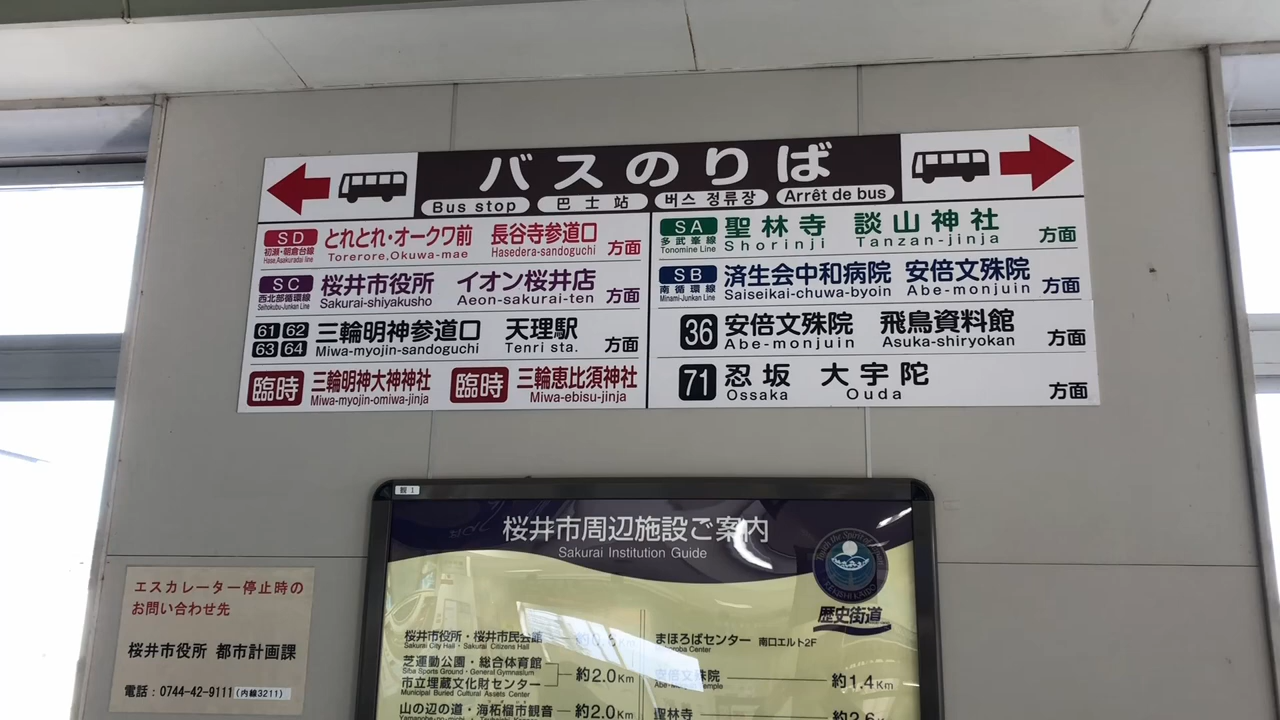 バスのりば
Bus stop 巴士站 버스 정류장 Arrêt de bus
SD とれとれ・オークワ前 長谷寺参道口 方面
初瀬・朝倉台線
Hase,Asakuradai line Torerore,Okuwa-mae Hasedera-sandoguchi
SC 桜井市役所 イオン桜井店 方面
西北部循環線
Seihokubu-Junkan Line Sakurai-shiyakusho Aeon-sakurai-ten
61 62 63 64 三輪明神参道口 天理駅 方面
Miwa-myojin-sandoguchi Tenri sta.
臨時 三輪明神大神神社 臨時 三輪恵比須神社
Miwa-myojin-omiwa-jinja Miwa-ebisu-jinja
SA 聖林寺 談山神社 方面
多武峯線
Tonomine Line Shorinji Tanzan-jinja
SB 済生会中和病院 安倍文殊院 方面
南循環線
Minami-Junkan Line Saiseikai-chuwa-byoin Abe-monjuin
36 安倍文殊院 飛鳥資料館 方面
Abe-monjuin Asuka-shiryokan
71 忍坂 大宇陀 方面
Ossaka Ouda
観 1
桜井市周辺施設ご案内
Sakurai Institution Guide
歴史街道
桜井市役所・桜井市民会館
Sakurai City Hall・Sakurai Citizens Hall
芝運動公園・総合体育館
Siba Sports Ground・General Gymnasium
市立埋蔵文化財センター 約2.0Km
Municipal Buried Cultural Assets Center
山の辺の道・海柘榴市観音 約2.0Km
まほろばセンター 南口エルト2F
安倍文殊院 約1.4Km
聖林寺 約2.6Km
エスカレーター停止時の
お問い合わせ先
桜井市役所 都市計画課
電話：0744-42-9111(内線3211)